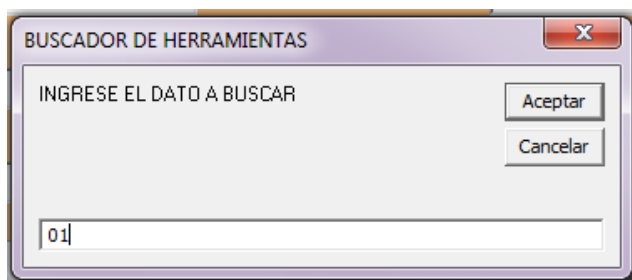 BUSCADOR DE HERRAMIENTAS
INGRESE EL DATO A BUSCAR
Aceptar
Cancelar
01